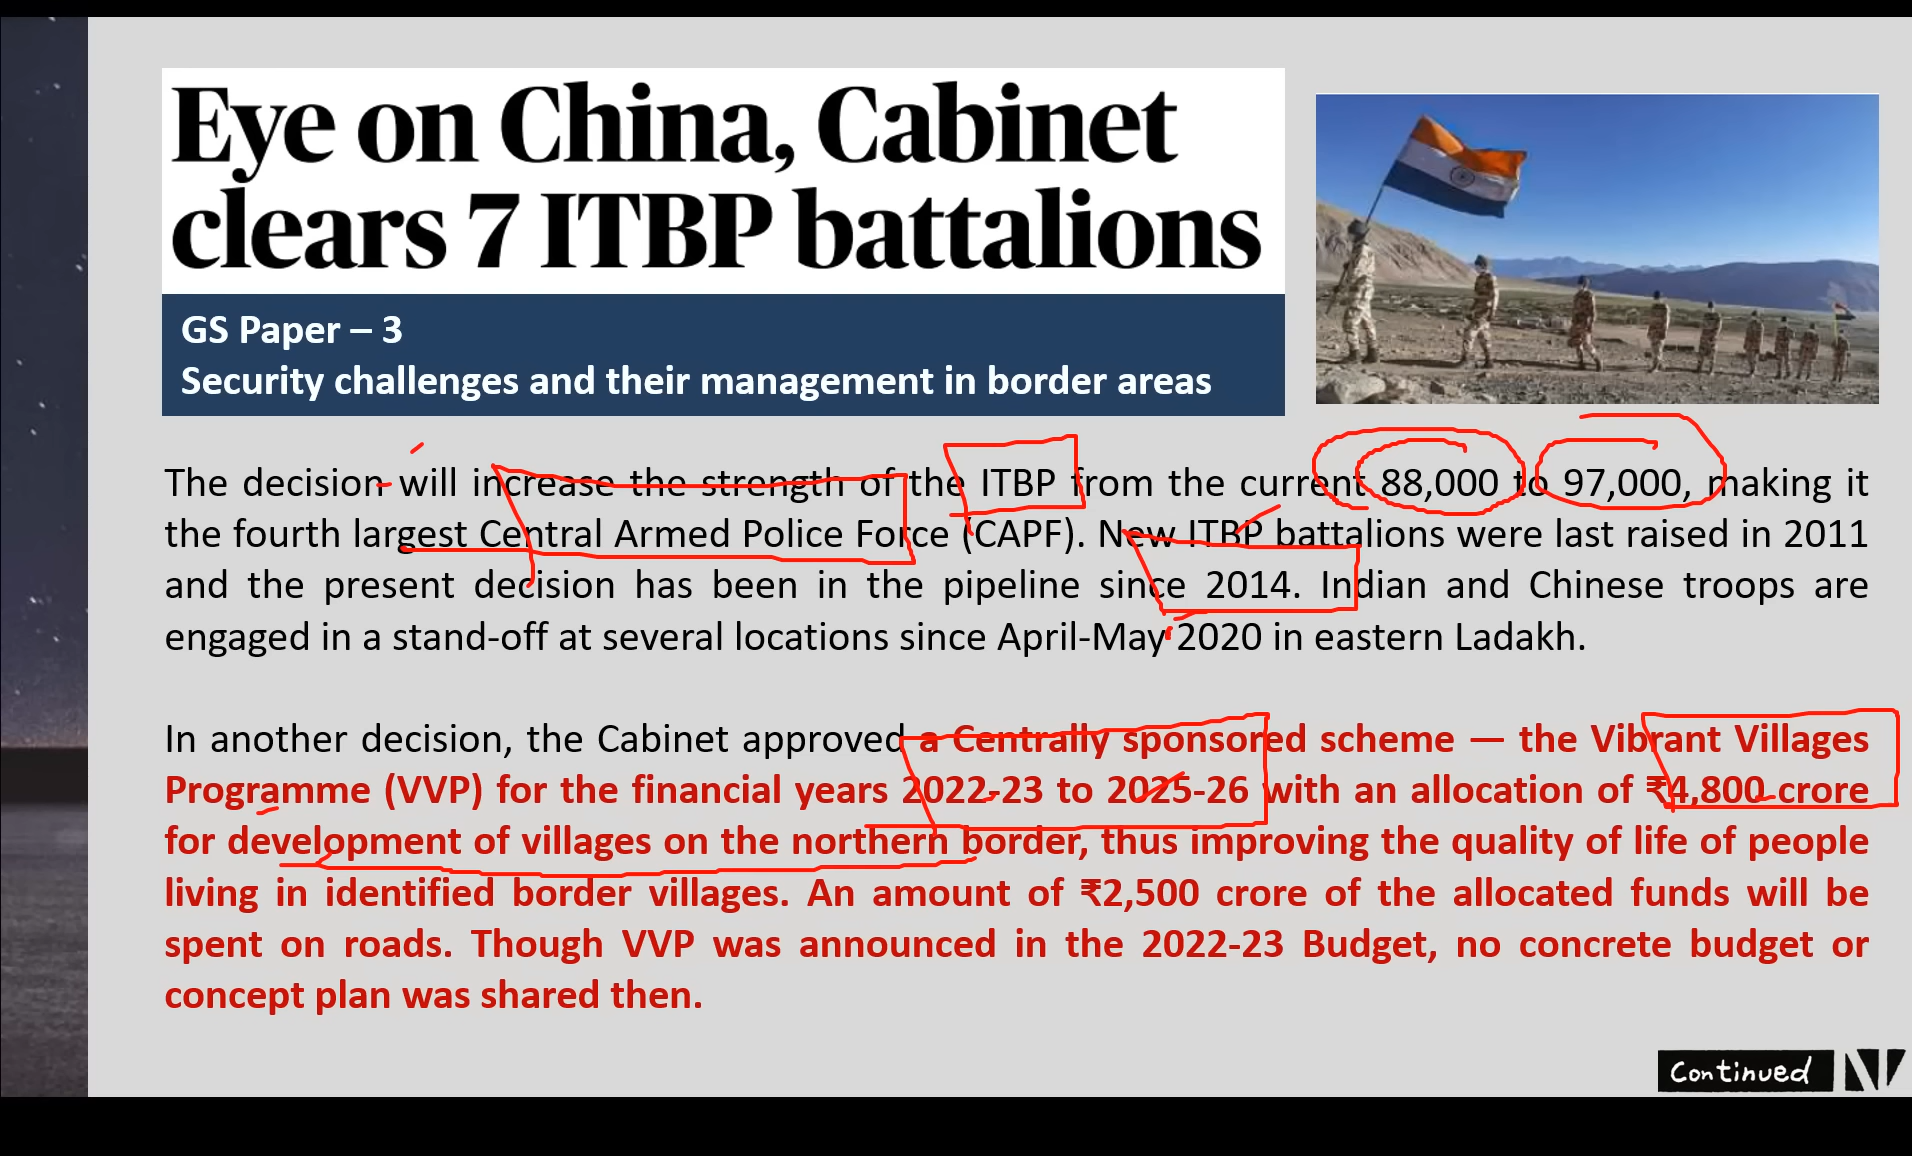 Eye on China, Cabinet
clears 7 ITBP battalions
GS Paper – 3
Security challenges and their management in border areas
The decision will increase the strength of the ITBP from the current 88,000 to 97,000, making it
the fourth largest Central Armed Police Force (CAPF). New ITBP battalions were last raised in 2011
and the present decision has been in the pipeline since 2014. Indian and Chinese troops are
engaged in a stand-off at several locations since April-May 2020 in eastern Ladakh.
In another decision, the Cabinet approved a Centrally sponsored scheme — the Vibrant Villages
Programme (VVP) for the financial years 2022-23 to 2025-26 with an allocation of ₹4,800 crore
for development of villages on the northern border, thus improving the quality of life of people
living in identified border villages. An amount of ₹2,500 crore of the allocated funds will be
spent on roads. Though VVP was announced in the 2022-23 Budget, no concrete budget or
concept plan was shared then.
Continued